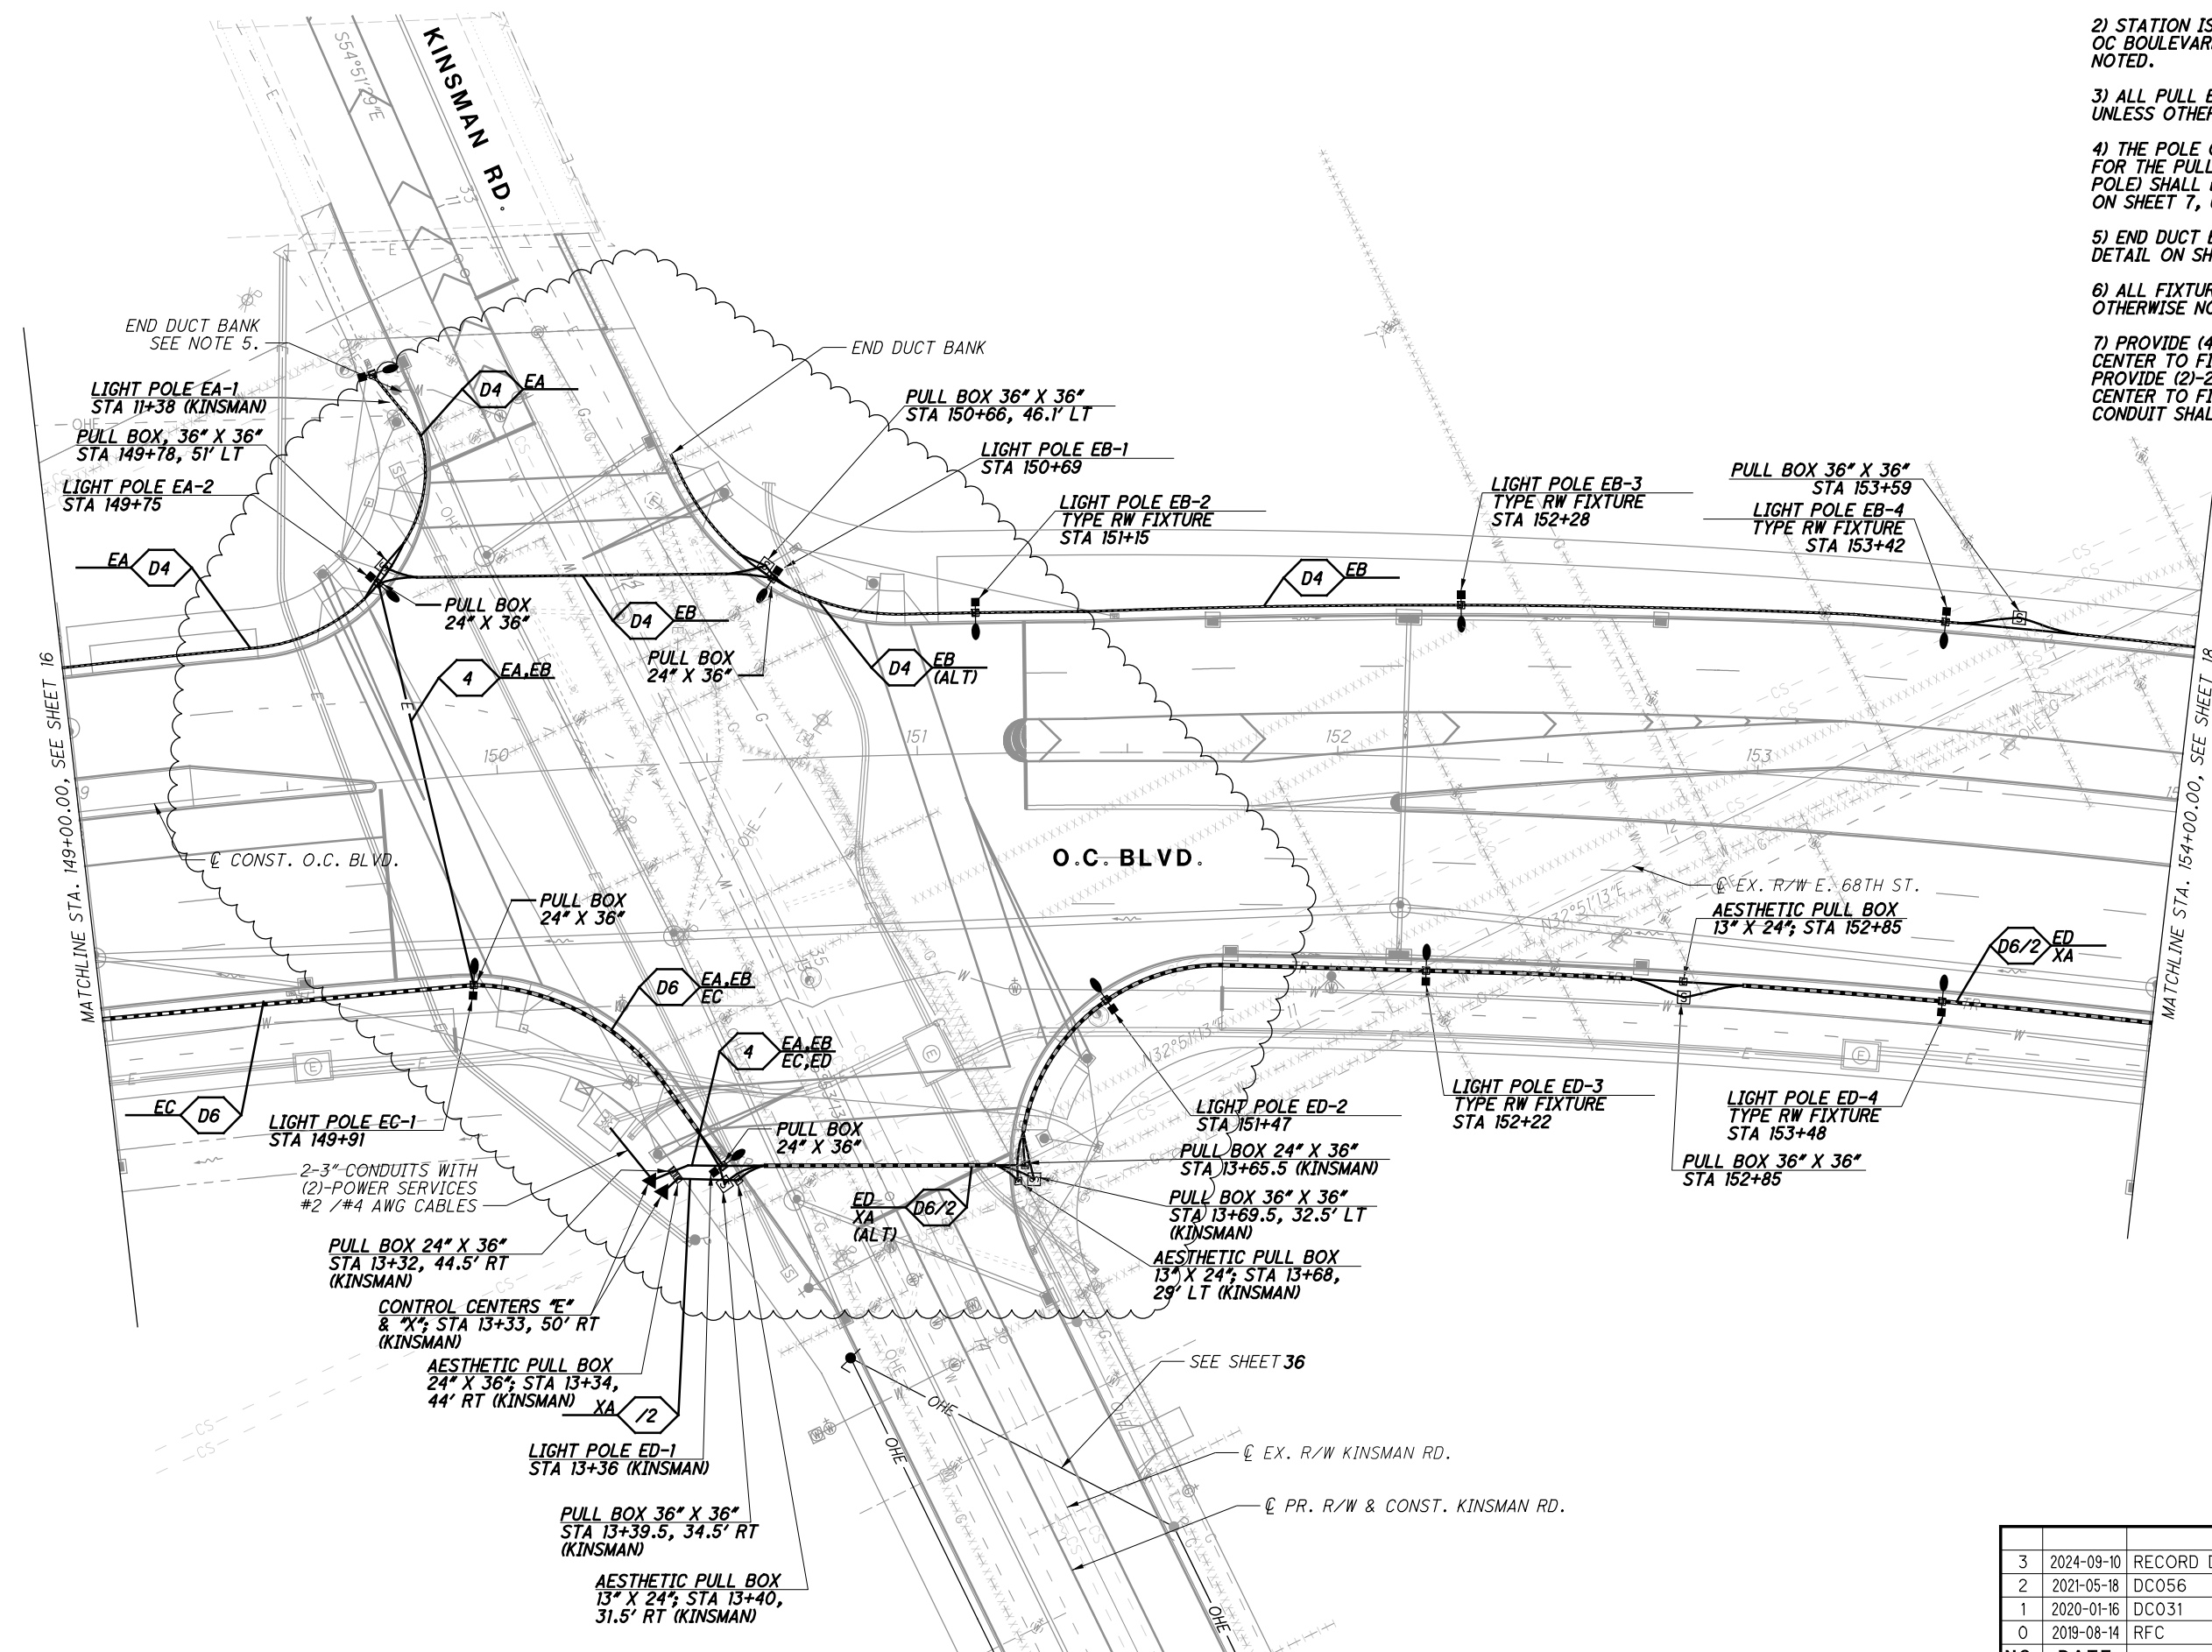 KINSMAN RD.
S54°51'29"E
33
11
2) STATION IS
OC BOULEVAR
NOTED.
3) ALL PULL B
UNLESS OTHER
4) THE POLE
FOR THE PULL
POLE) SHALL
ON SHEET 7,
5) END DUCT B
DETAIL ON SH
6) ALL FIXTUR
OTHERWISE NO
7) PROVIDE (4
CENTER TO FI
PROVIDE (2)-2
CENTER TO FI
CONDUIT SHAL
END DUCT BANK
SEE NOTE 5.
LIGHT POLE EA-1
STA 11+38 (KINSMAN)
PULL BOX, 36" X 36"
STA 149+78, 51' LT
LIGHT POLE EA-2
STA 149+75
D4 EA
EA D4
END DUCT BANK
PULL BOX 36" X 36"
STA 150+66, 46.1' LT
LIGHT POLE EB-1
STA 150+69
LIGHT POLE EB-2
TYPE RW FIXTURE
STA 151+15
D4 EB
LIGHT POLE EB-3
TYPE RW FIXTURE
STA 152+28
PULL BOX 36" X 36"
STA 153+59
LIGHT POLE EB-4
TYPE RW FIXTURE
STA 153+42
PULL BOX
24" X 36"
D4 EB
PULL BOX
24" X 36"
D4 EB
(ALT)
4 EA,EB
MATCHLINE STA. 149+00.00, SEE SHEET 16
MATCHLINE STA. 154+00.00, SEE SHEET 18
150
151
152
153
℄ CONST. O.C. BLVD.
O.C. BLVD.
℄ EX. R/W E. 68TH ST.
N32°51'13"E
N32°51'13"E
12
11
13
PULL BOX
24" X 36"
D6 EA,EB
EC
4 EA,EB
EC,ED
EC D6
LIGHT POLE EC-1
STA 149+91
2-3" CONDUITS WITH
(2)-POWER SERVICES
#2 /#4 AWG CABLES
PULL BOX
24" X 36"
ED
XA
(ALT)
D6/2
AESTHETIC PULL BOX
13" X 24"; STA 152+85
D6/2 ED
XA
LIGHT POLE ED-2
STA 151+47
PULL BOX 24" X 36"
STA 13+65.5 (KINSMAN)
PULL BOX 36" X 36"
STA 13+69.5, 32.5' LT
(KINSMAN)
AESTHETIC PULL BOX
13" X 24"; STA 13+68,
29' LT (KINSMAN)
LIGHT POLE ED-3
TYPE RW FIXTURE
STA 152+22
LIGHT POLE ED-4
TYPE RW FIXTURE
STA 153+48
PULL BOX 36" X 36"
STA 152+85
PULL BOX 24" X 36"
STA 13+32, 44.5' RT
(KINSMAN)
CONTROL CENTERS "E"
& "X"; STA 13+33, 50' RT
(KINSMAN)
AESTHETIC PULL BOX
24" X 36"; STA 13+34,
44' RT (KINSMAN)
XA /2
LIGHT POLE ED-1
STA 13+36 (KINSMAN)
PULL BOX 36" X 36"
STA 13+39.5, 34.5' RT
(KINSMAN)
AESTHETIC PULL BOX
13" X 24"; STA 13+40,
31.5' RT (KINSMAN)
SEE SHEET 36
℄ EX. R/W KINSMAN RD.
℄ PR. R/W & CONST. KINSMAN RD.
OHE
OHE
OHE
3 2024-09-10 RECORD D
2 2021-05-18 DC056
1 2020-01-16 DC031
0 2019-08-14 RFC